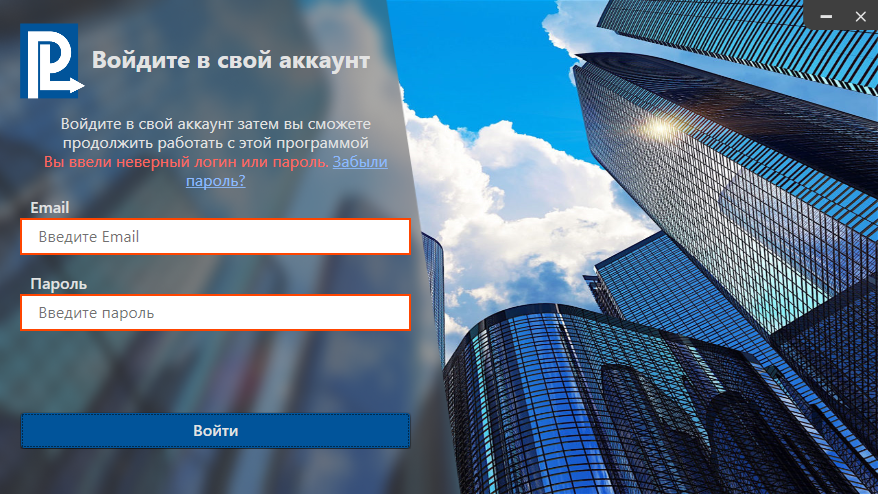 PL
Войдите в свой аккаунт
Войдите в свой аккаунт затем вы сможете
продолжить работать с этой программой
Вы ввели неверный логин или пароль. Забыли
пароль?
Email
Введите Email
Пароль
Введите пароль
Войти